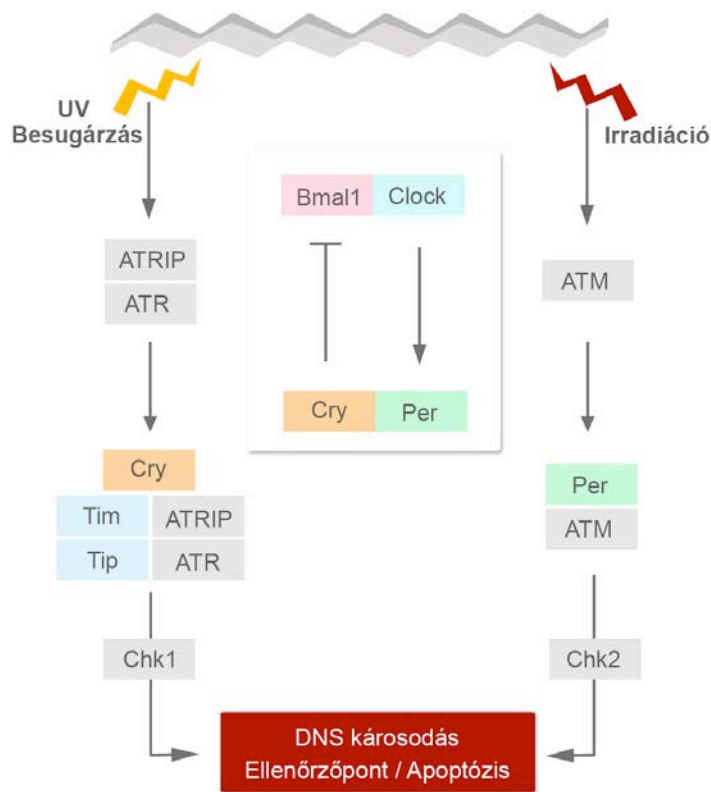 UV
Besugárzás
Irradiáció
Bmal1 Clock
ATRIP
ATR
ATM
Cry Per
Cry
Tim ATRIP
Tip ATR
Per
ATM
Chk1
Chk2
DNS károsodás
Ellenőrzőpont / Apoptózis